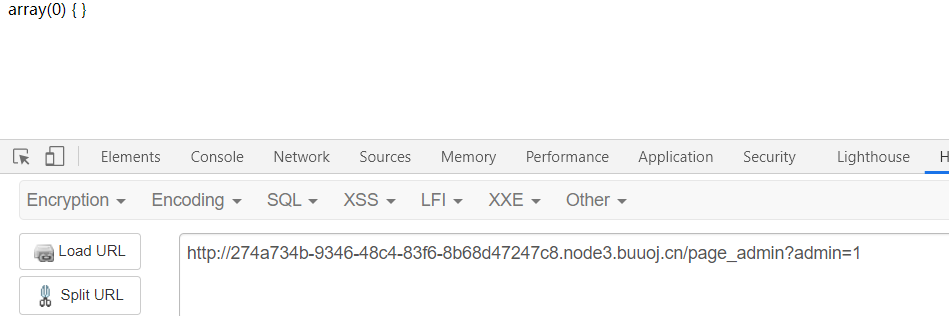 array(0) { }
Elements Console Network Sources Memory Performance Application Security Lighthouse H
Encryption Encoding SQL XSS LFI XXE Other
Load URL http://274a734b-9346-48c4-83f6-8b68d47247c8.node3.buuoj.cn/page_admin?admin=1
Split URL